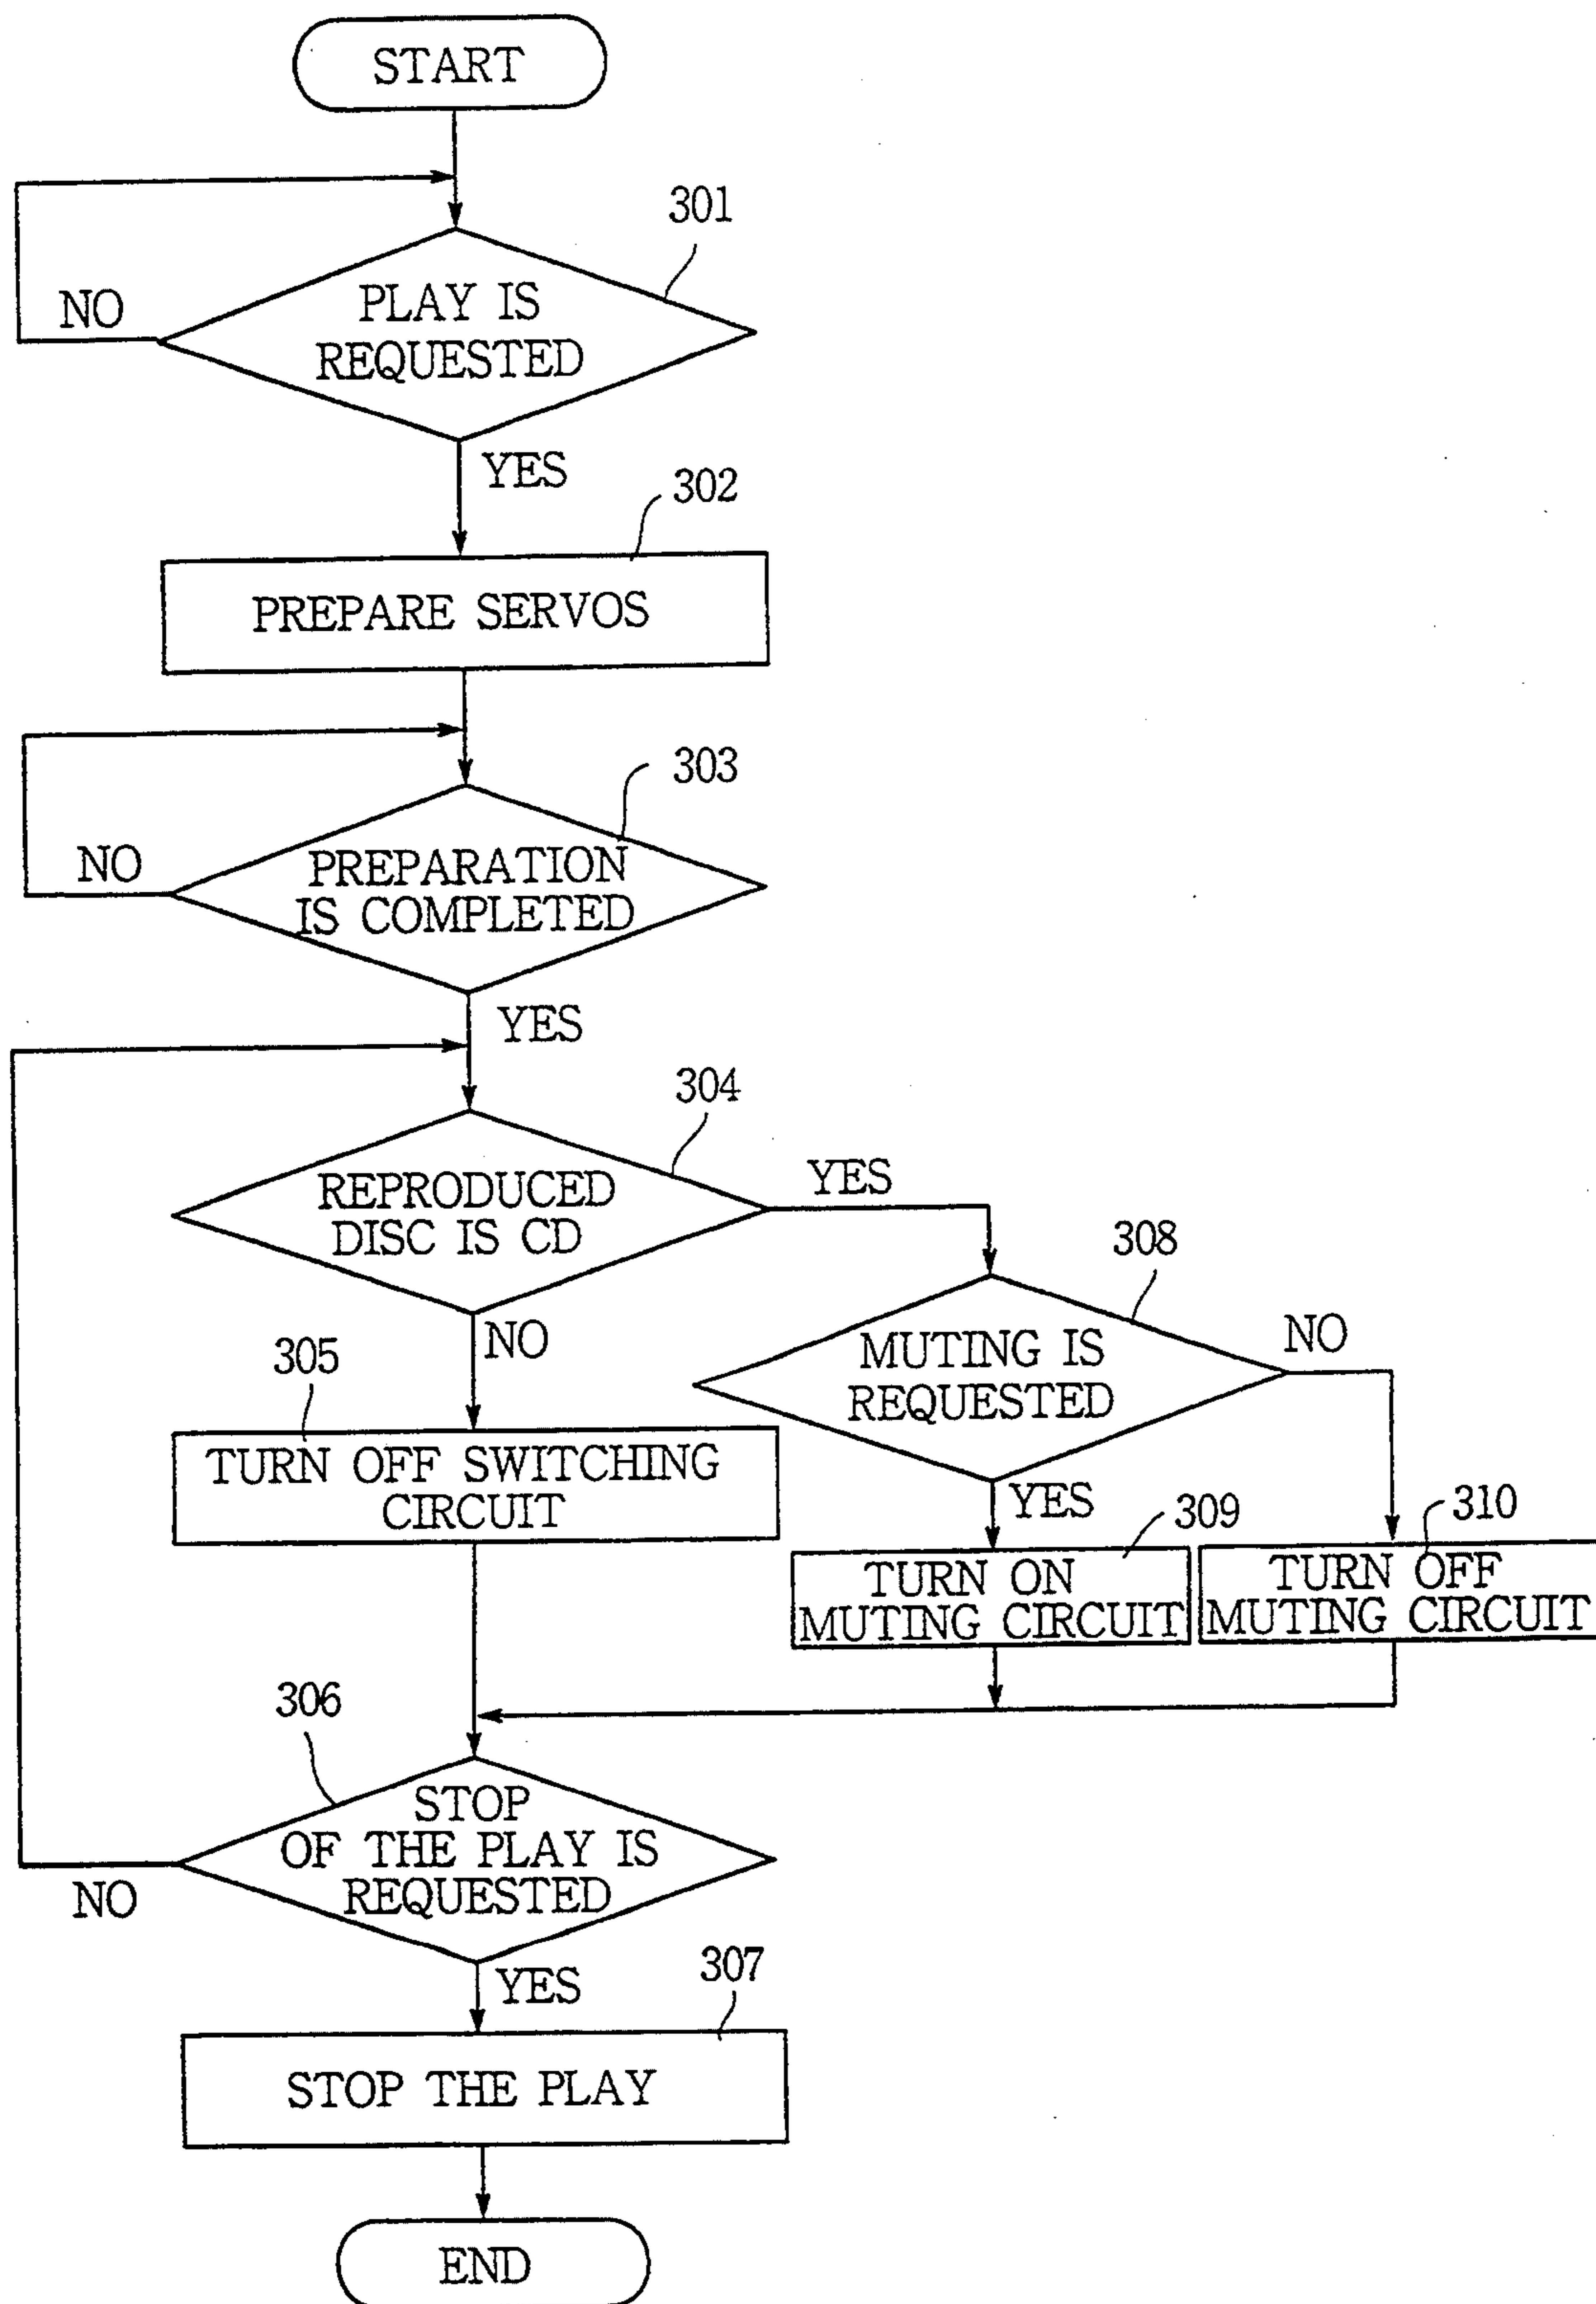 START
301
PLAY IS
REQUESTED
NO
YES
302
PREPARE SERVOS
303
PREPARATION
IS COMPLETED
NO
YES
304
REPRODUCED
DISC IS CD
YES
NO
308
MUTING IS
REQUESTED
NO
YES
305
TURN OFF SWITCHING
CIRCUIT
309
TURN ON
MUTING CIRCUIT
310
TURN OFF
MUTING CIRCUIT
306
STOP
OF THE PLAY IS
REQUESTED
NO
YES
307
STOP THE PLAY
END